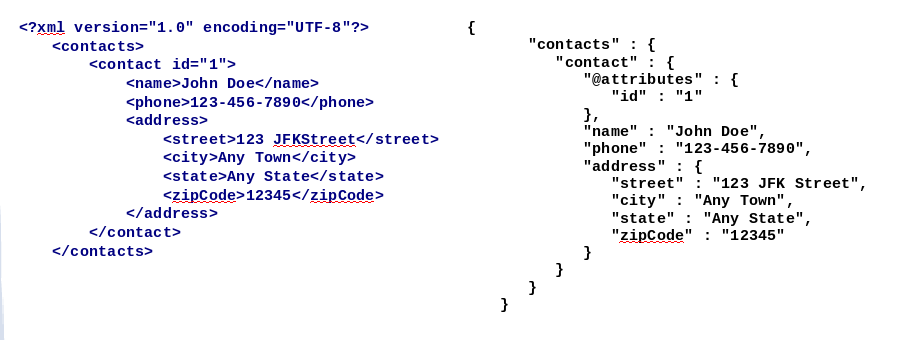 <?xml version="1.0" encoding="UTF-8"?>
<contacts>
<contact id="1">
<name>John Doe</name>
<phone>123-456-7890</phone>
<address>
<street>123 JFKStreet</street>
<city>Any Town</city>
<state>Any State</state>
<zipCode>12345</zipCode>
</address>
</contact>
</contacts>
{
"contacts" : {
"contact" : {
"@attributes" : {
"id" : "1"
},
"name" : "John Doe",
"phone" : "123-456-7890",
"address" : {
"street" : "123 JFK Street",
"city" : "Any Town",
"state" : "Any State",
"zipCode" : "12345"
}
}
}
}